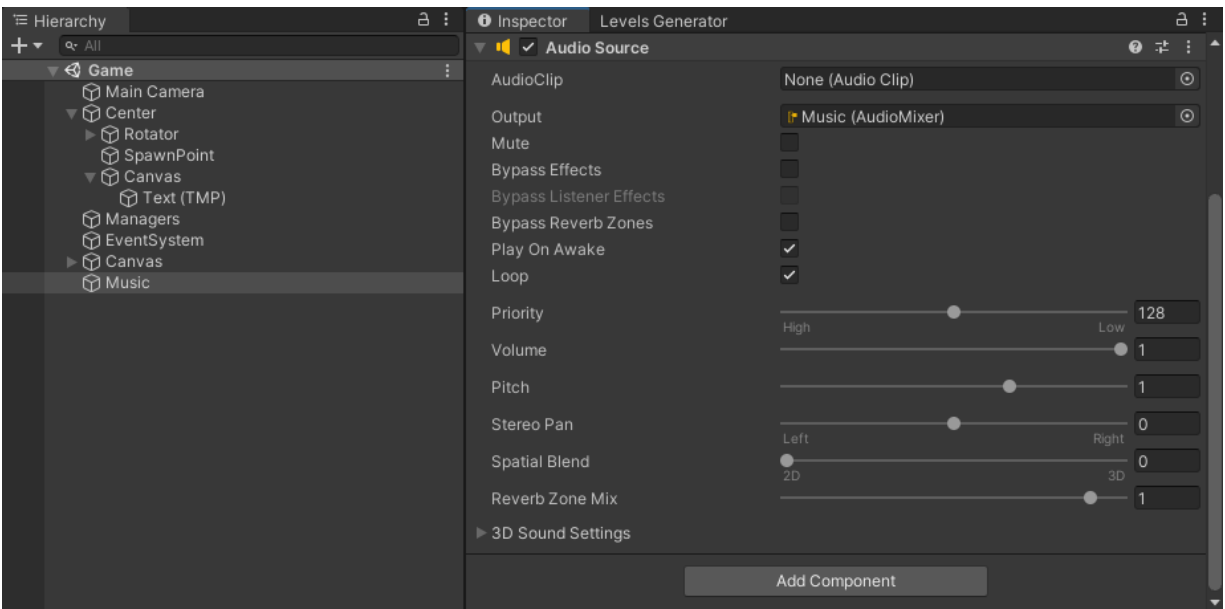 Hierarchy
All
Game
Main Camera
Center
Rotator
SpawnPoint
Canvas
Text (TMP)
Managers
EventSystem
Canvas
Music
Inspector Levels Generator
Audio Source
AudioClip None (Audio Clip)
Output Music (AudioMixer)
Mute
Bypass Effects
Bypass Listener Effects
Bypass Reverb Zones
Play On Awake
Loop
Priority 128
High Low
Volume 1
Pitch 1
Stereo Pan 0
Left Right
Spatial Blend 0
2D 3D
Reverb Zone Mix 1
3D Sound Settings
Add Component